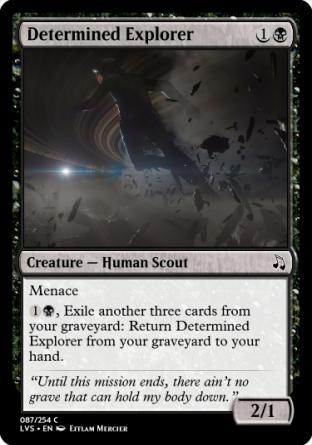 Determined Explorer 1
Creature — Human Scout
Menace
1, Exile another three cards from
your graveyard: Return Determined
Explorer from your graveyard to your
hand.
“Until this mission ends, there ain't no
grave that can hold my body down.”
2/1
087/254 C
LVS • EN Eitlam Mercier